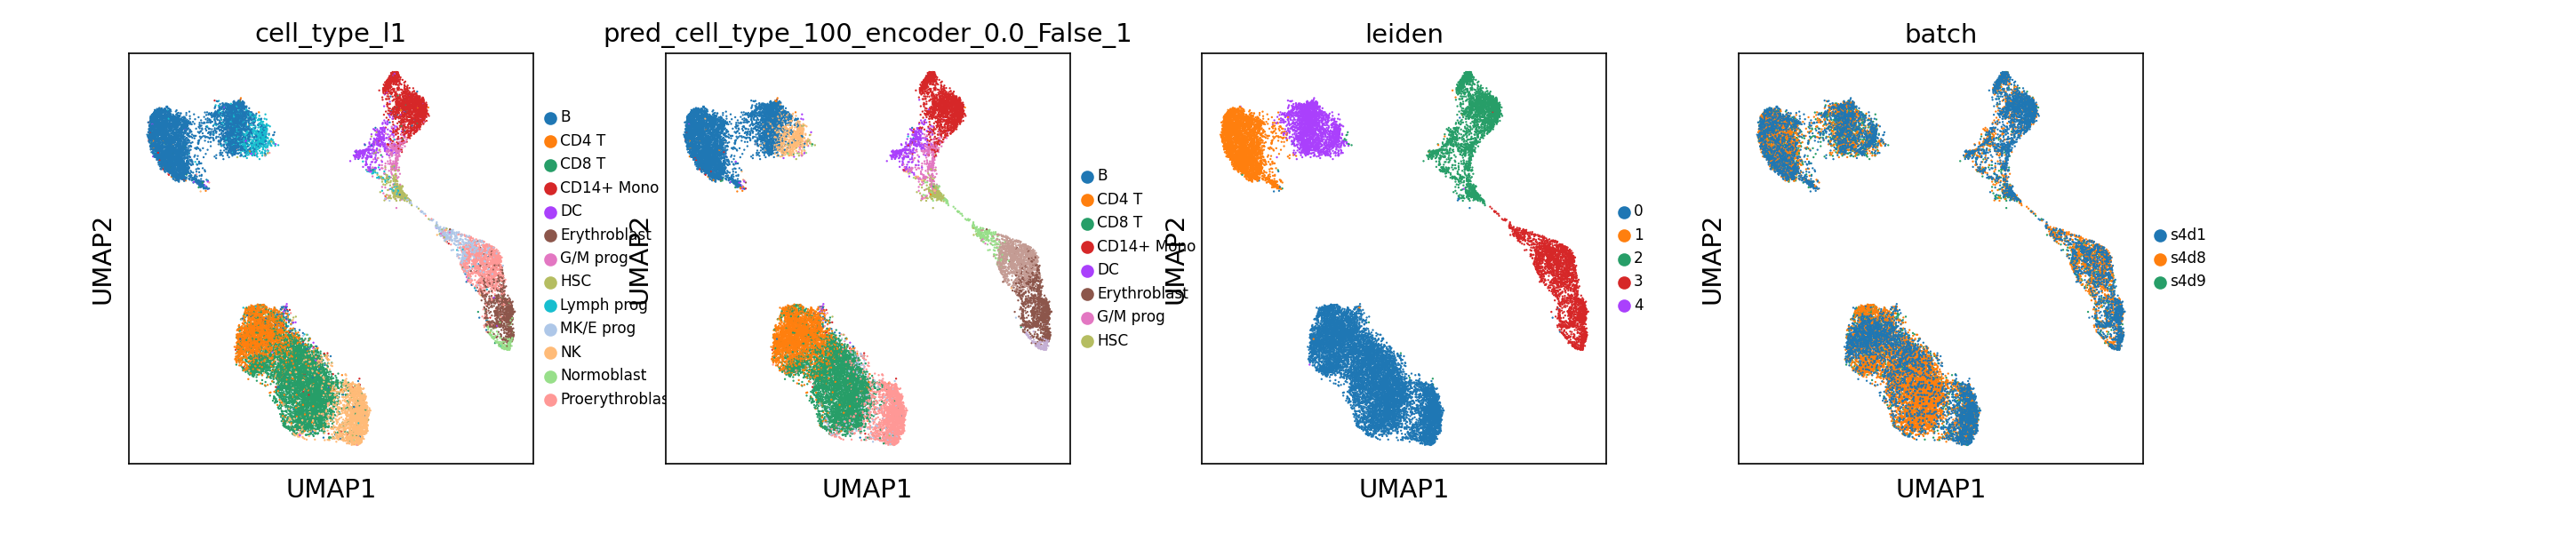 cell_type_l1
UMAP2
UMAP1
B
CD4 T
CD8 T
CD14+ Mono
DC
Erythroblast
G/M prog
HSC
Lymph prog
MK/E prog
NK
Normoblast
Proerythroblas
pred_cell_type_100_encoder_0.0_False_1
UMAP2
UMAP1
B
CD4 T
CD8 T
CD14+ Mono
DC
Erythroblast
G/M prog
HSC
leiden
UMAP2
UMAP1
0
1
2
3
4
batch
UMAP2
UMAP1
s4d1
s4d8
s4d9